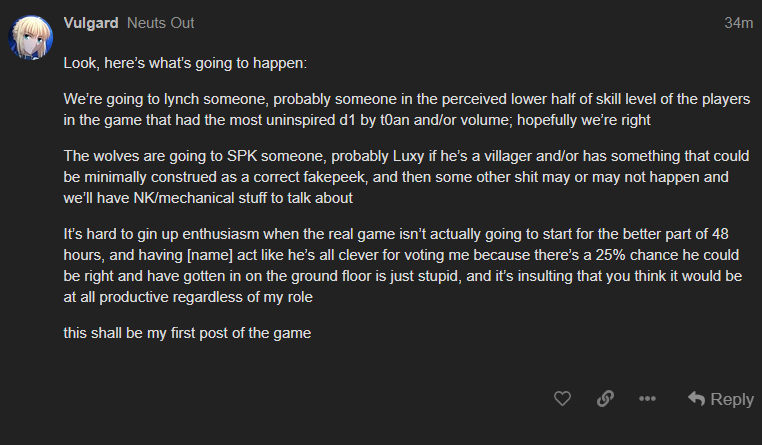 Vulgard Neuts Out 34m
Look, here's what's going to happen:
We're going to lynch someone, probably someone in the perceived lower half of skill level of the players
in the game that had the most uninspired d1 by t0an and/or volume; hopefully we're right
The wolves are going to SPK someone, probably Luxy if he's a villager and/or has something that could
be minimally construed as a correct fakepeek, and then some other shit may or may not happen and
we'll have NK/mechanical stuff to talk about
It's hard to gin up enthusiasm when the real game isn't actually going to start for the better part of 48
hours, and having [name] act like he's all clever for voting me because there's a 25% chance he could
be right and have gotten in on the ground floor is just stupid, and it's insulting that you think it would be
at all productive regardless of my role
this shall be my first post of the game
Reply